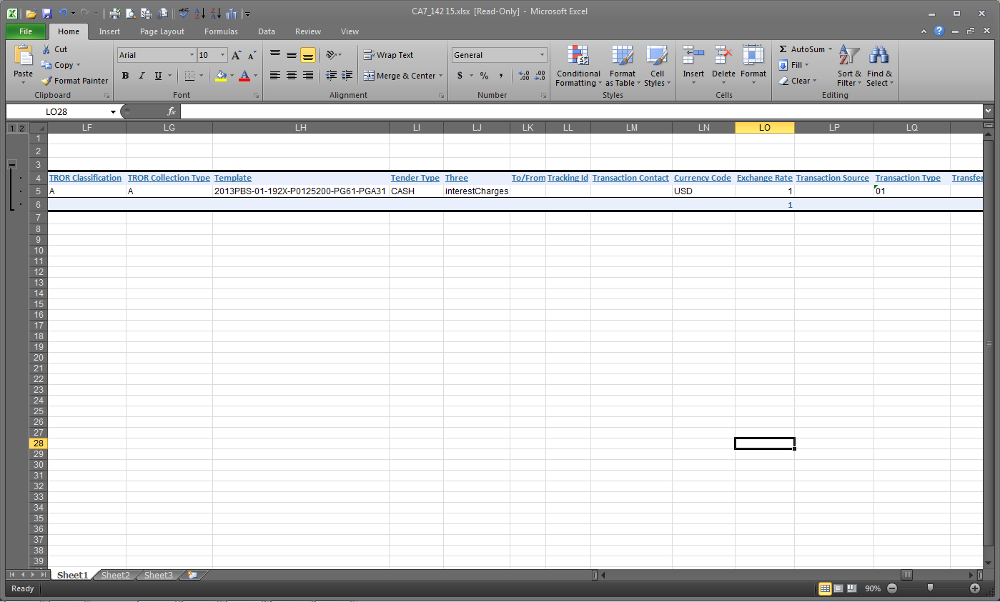 CA7_142 15.xlsx [Read-Only] - Microsoft Excel
File Home Insert Page Layout Formulas Data Review View
Paste Cut Copy Format Painter Clipboard
Arial 10 B I U A Font
Wrap Text Merge & Center Alignment
General $ % , .00 Number
Conditional Formatting Format as Table Cell Styles Styles
Insert Delete Format Cells
Σ AutoSum Fill Clear Sort & Filter Find & Select Editing
LO28 fx
1 2 LF LG LH LI LJ LK LL LM LN LO LP LQ
1
2
3
4 TROR Classification TROR Collection Type Template Tender Type Three To/From Tracking Id Transaction Contact Currency Code Exchange Rate Transaction Source Transaction Type Transfer
5 A A 2013PBS-01-192X-P0125200-PG61-PGA31 CASH interestCharges USD 1 01
6 1
7
8
9
10
11
12
13
14
15
16
17
18
19
20
21
22
23
24
25
26
27
28
29
30
31
32
33
34
35
36
37
38
39
Sheet1 Sheet2 Sheet3
Ready 90%